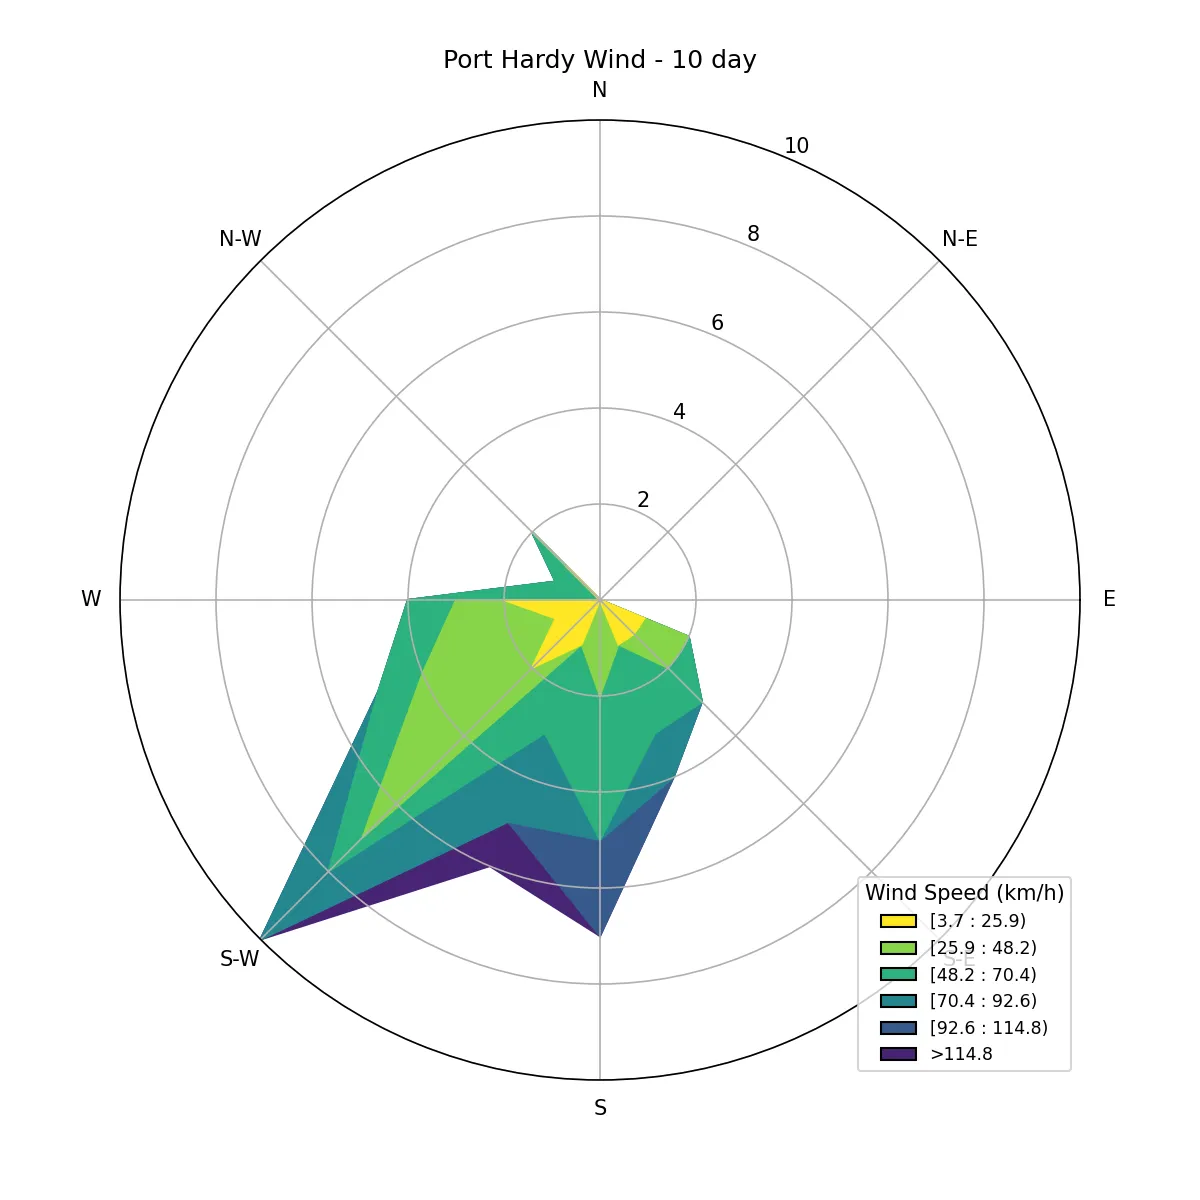 Port Hardy Wind - 10 day
N
10
N-W
N-E
8
6
4
2
W
E
S-W
S-E
S
Wind Speed (km/h)
[3.7 : 25.9)
[25.9 : 48.2)
[48.2 : 70.4)
[70.4 : 92.6)
[92.6 : 114.8)
>114.8